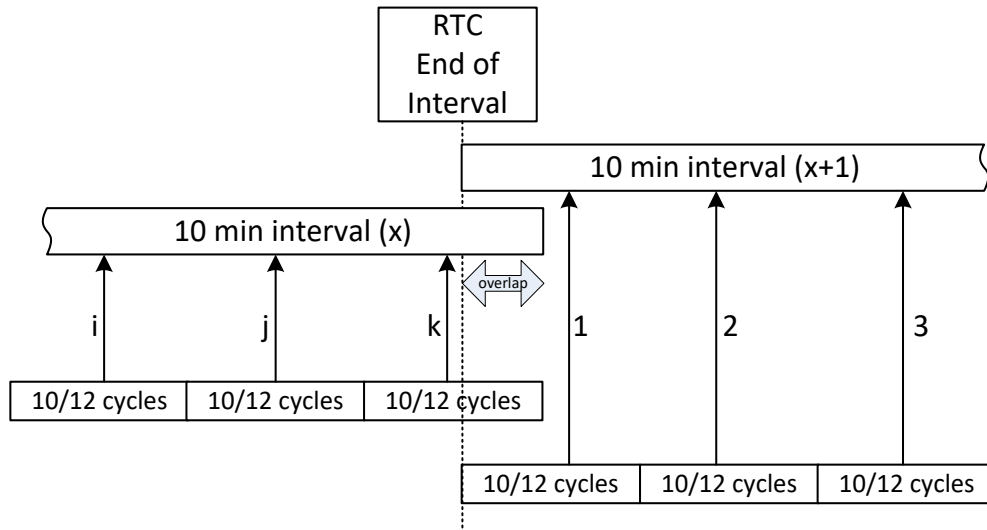 RTC
End of
Interval
10 min interval (x+1)
10 min interval (x)
overlap
i
j
k
1
2
3
10/12 cycles
10/12 cycles
10/12 cycles
10/12 cycles
10/12 cycles
10/12 cycles